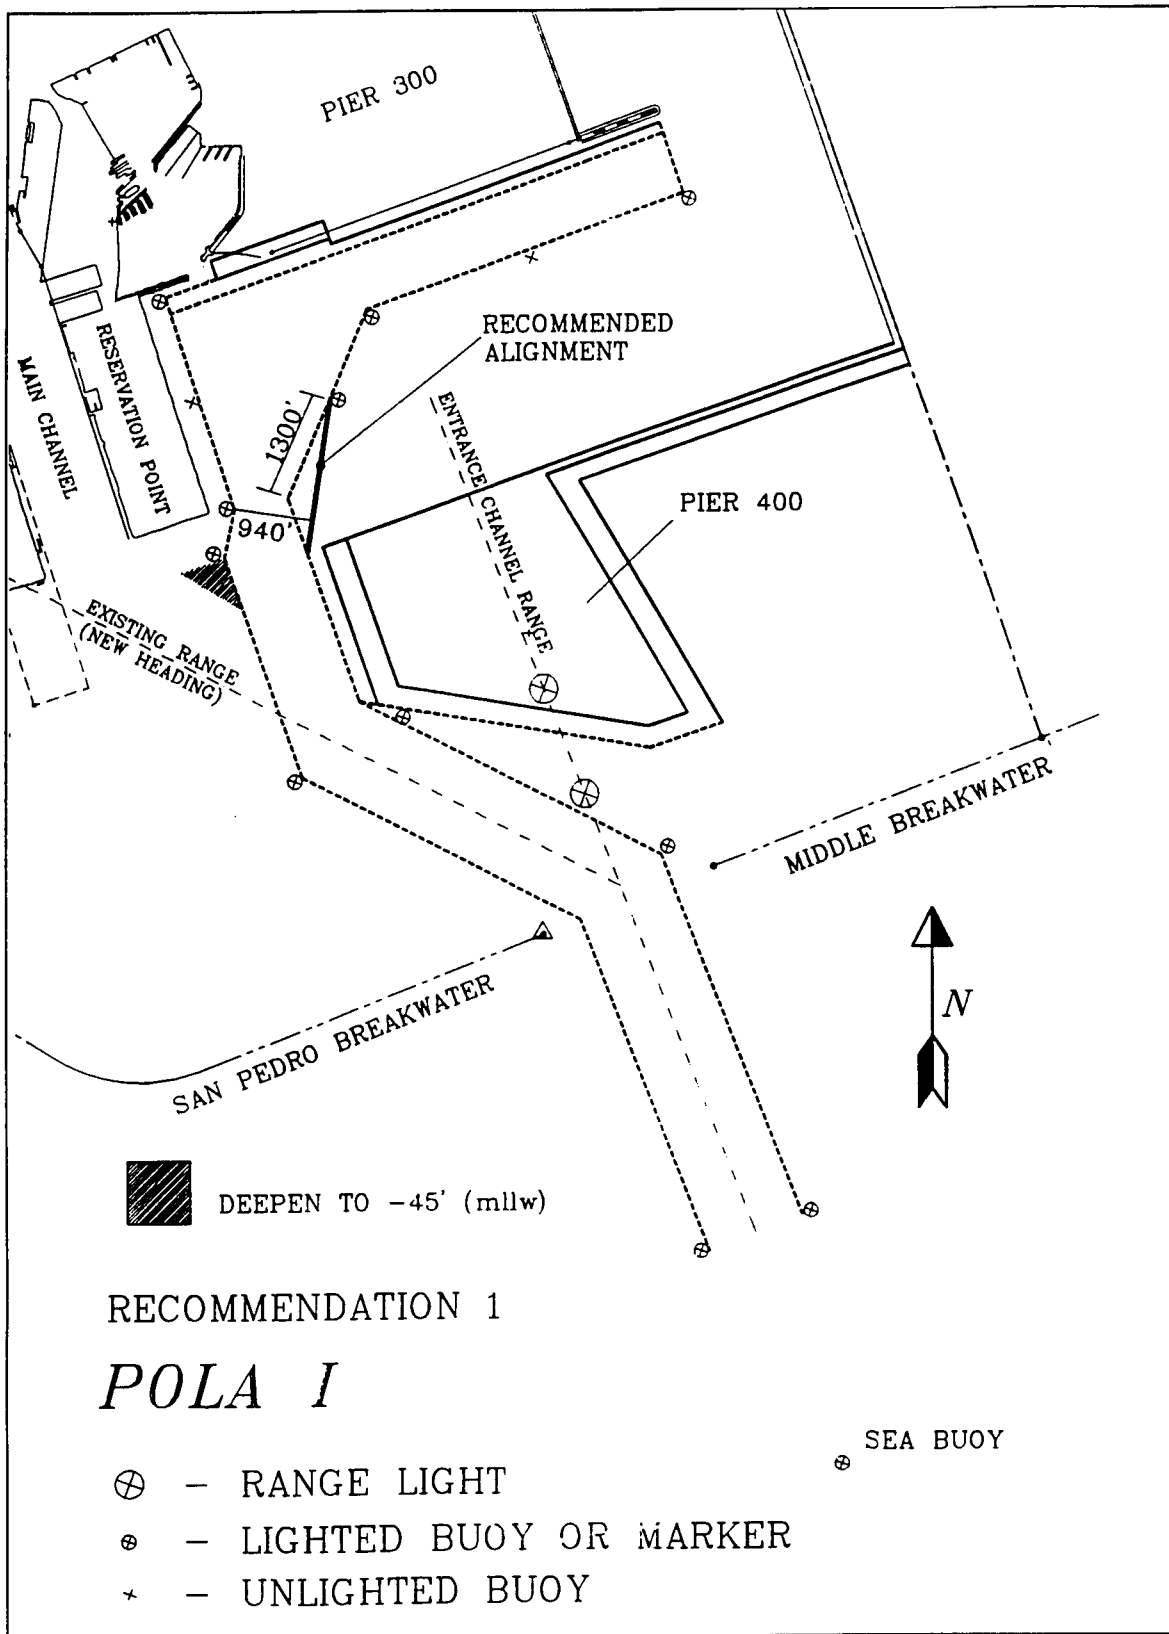 PIER 300
RECOMMENDED
ALIGNMENT
RESERVATION POINT
MAIN CHANNEL
1300'
940'
ENTRANCE CHANNEL RANGE
PIER 400
EXISTING RANGE
(NEW HEADING)
MIDDLE BREAKWATER
SAN PEDRO BREAKWATER
N
DEEPEN TO -45' (mllw)
RECOMMENDATION 1
POLA I
SEA BUOY
- RANGE LIGHT
- LIGHTED BUOY OR MARKER
- UNLIGHTED BUOY